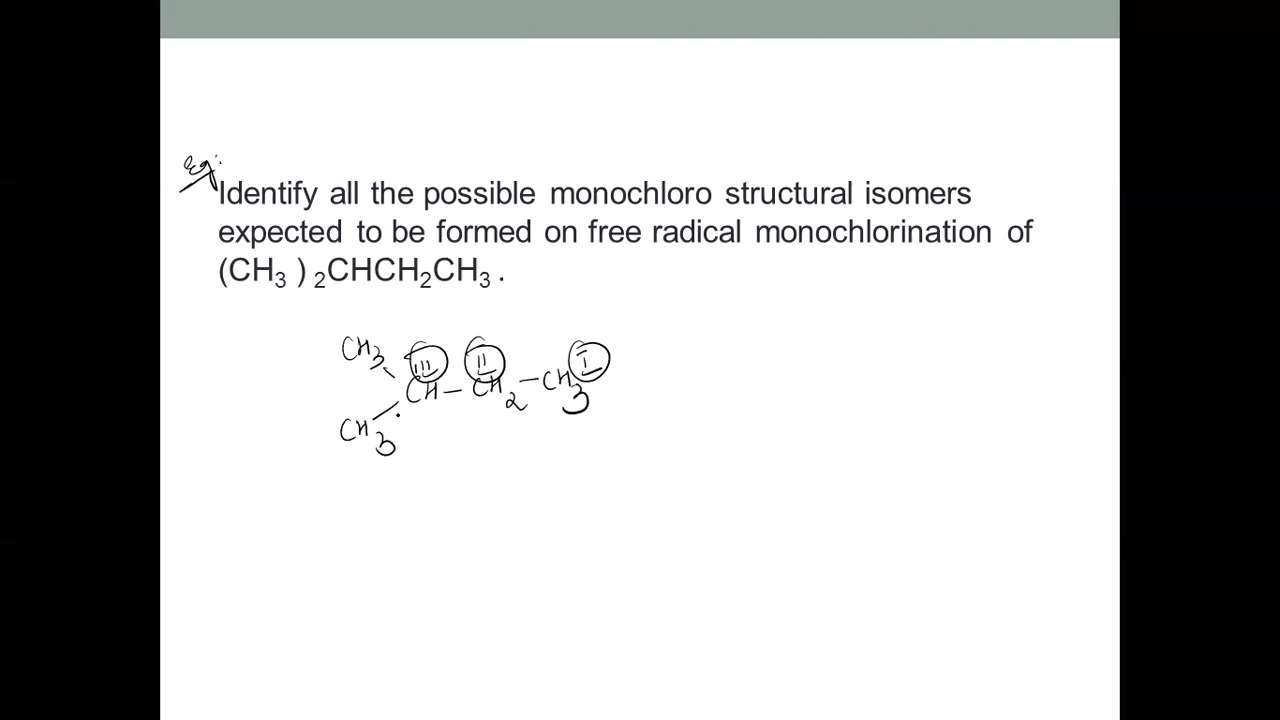 Eg:
Identify all the possible monochloro structural isomers
expected to be formed on free radical monochlorination of
(CH₃ ) ₂CHCH₂CH₃ .
CH₃ III II I
CH – CH₂ – CH₃
CH₃